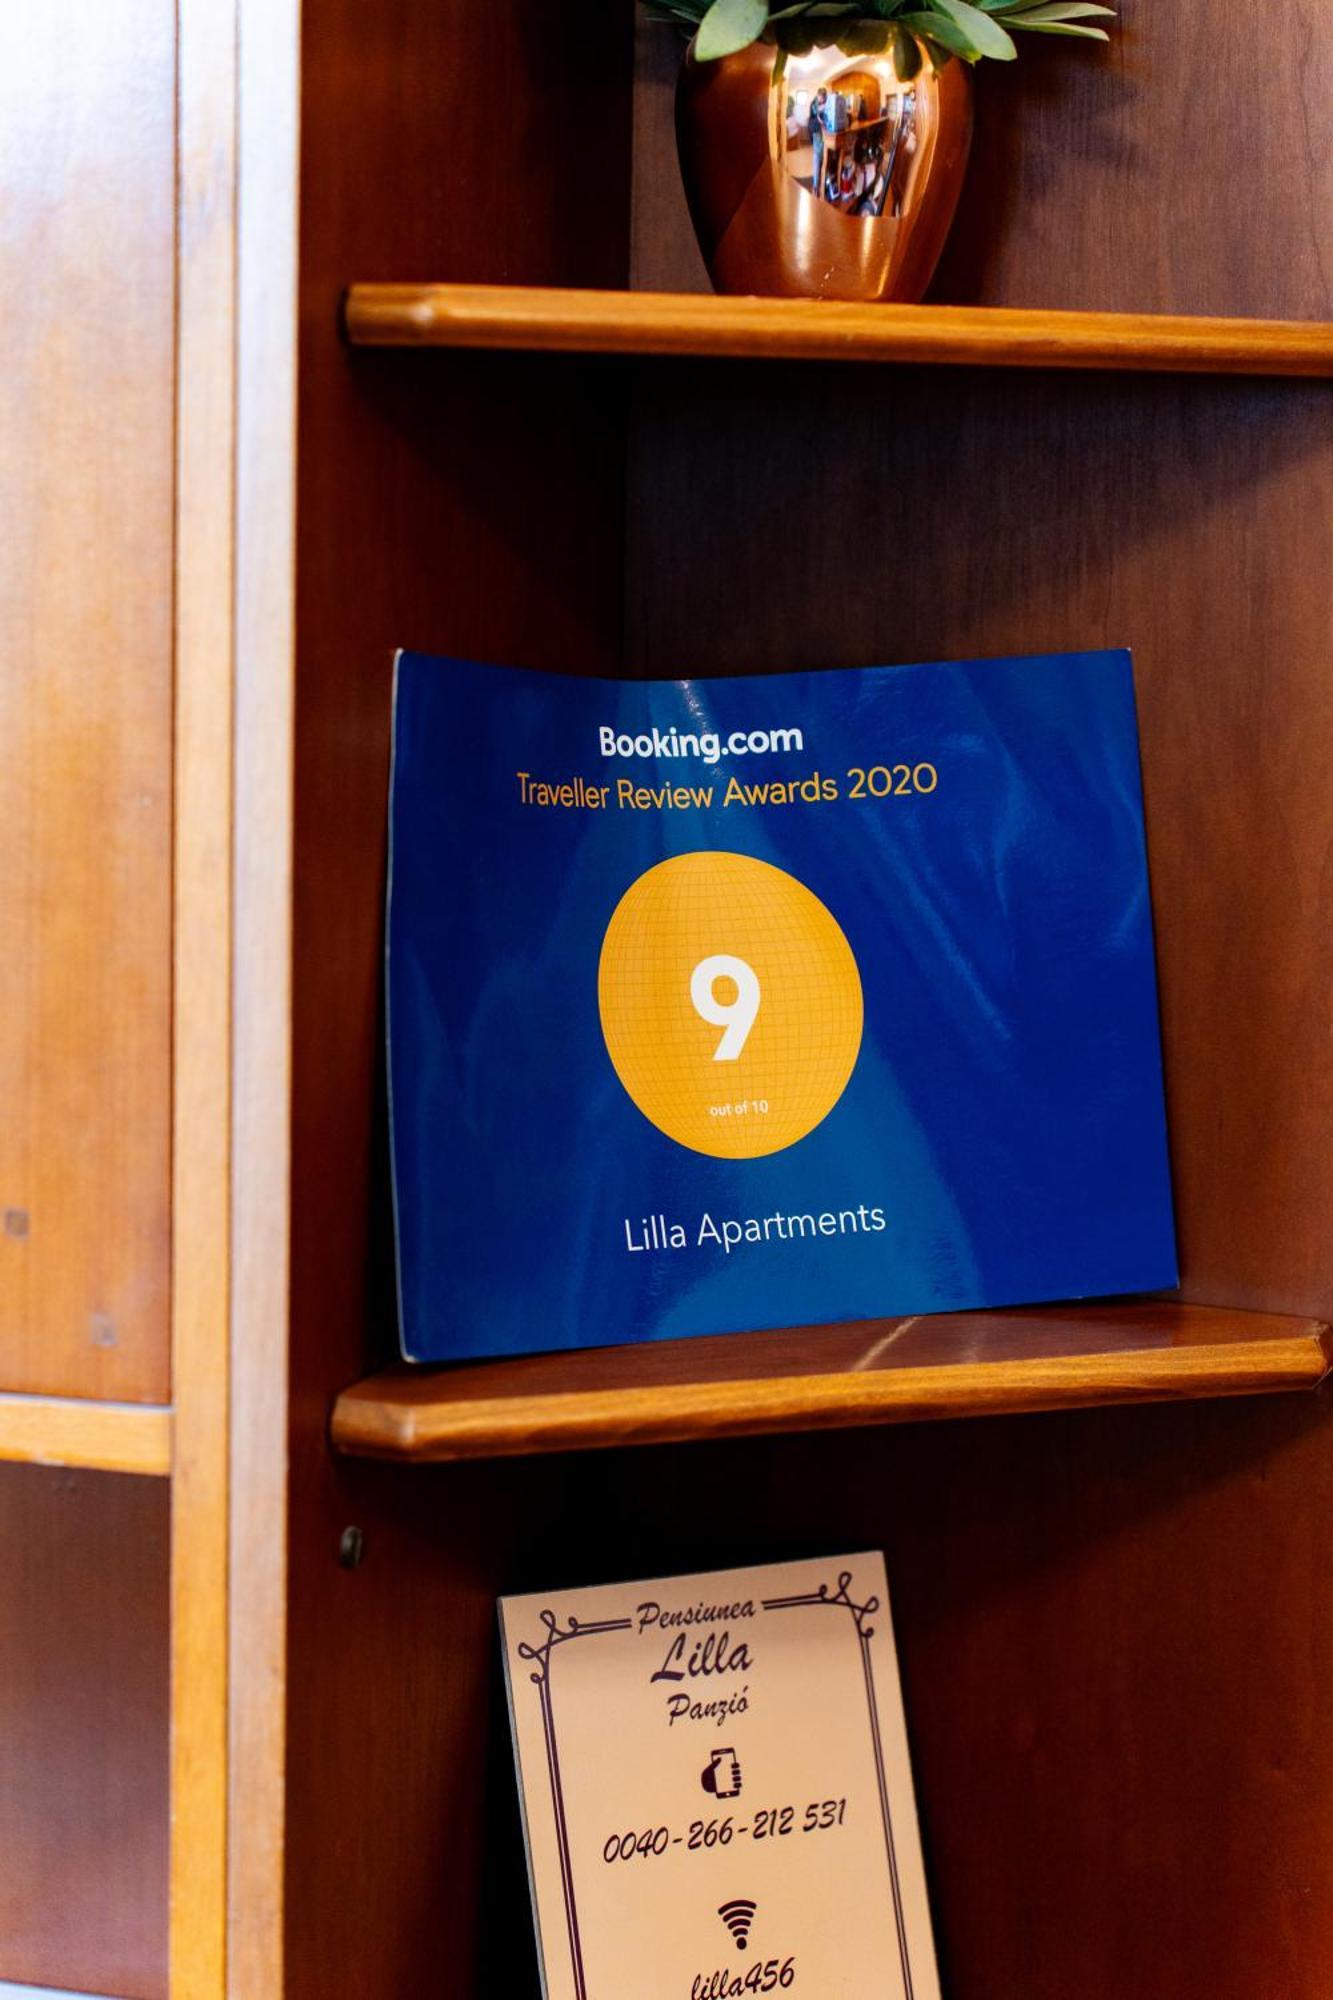 Booking.com
Traveller Review Awards 2020
9
out of 10
Lilla Apartments
Pensiunea
Lilla
Panzió
0040-266-212 531
lilla456